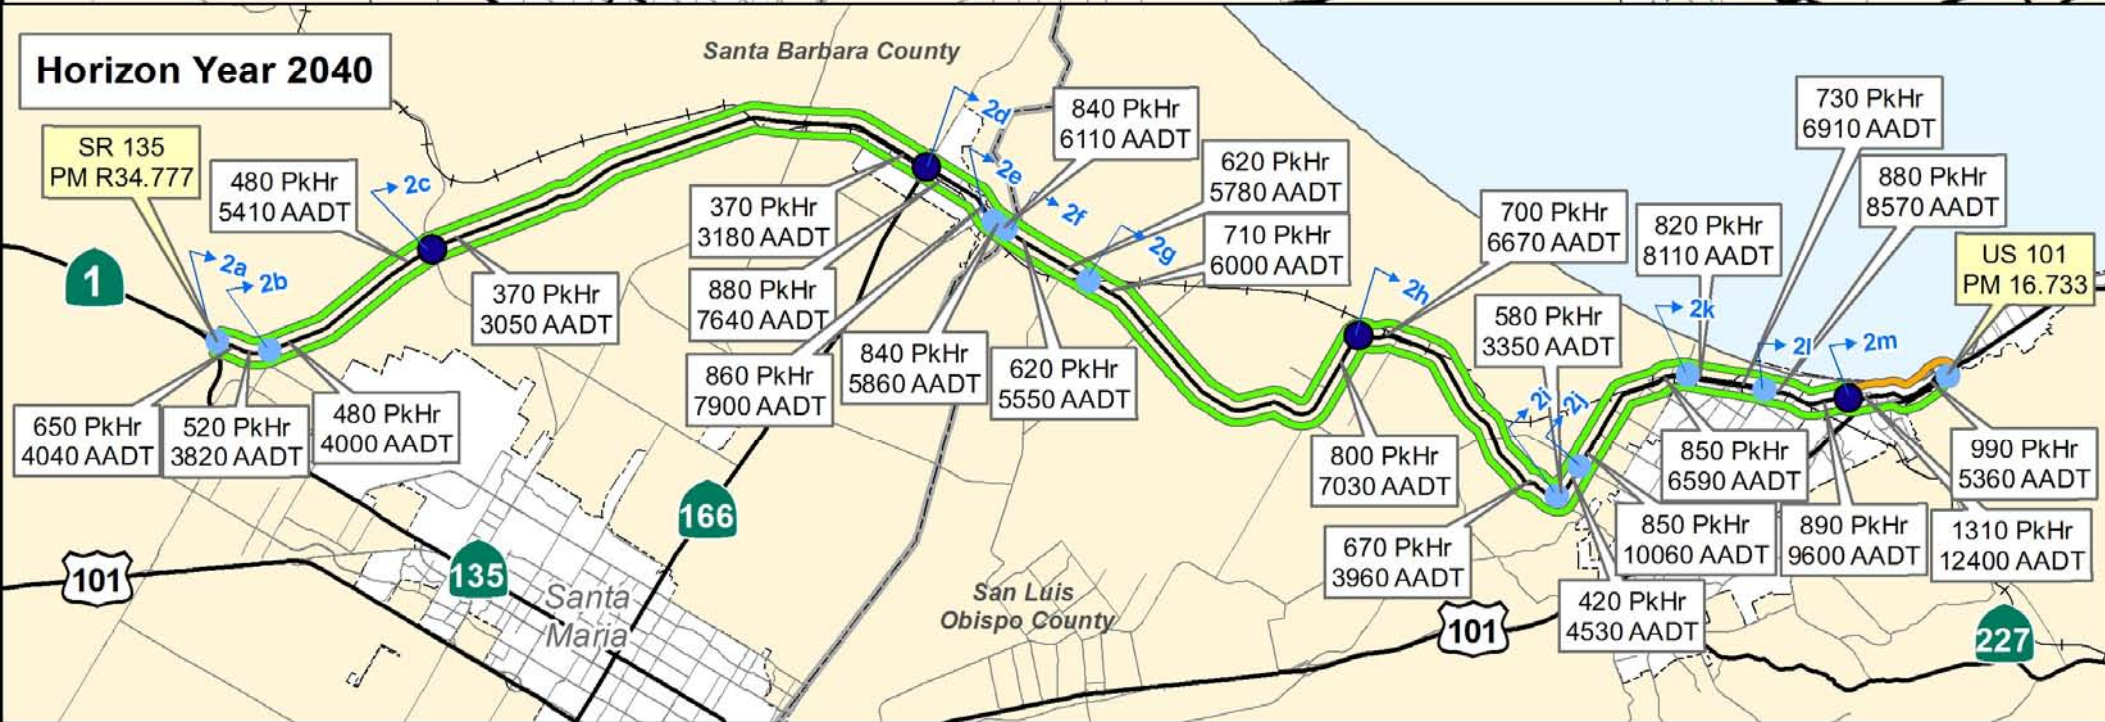 Horizon Year 2040
Santa Barbara County
SR 135
PM R34.777
480 PkHr
5410 AADT
2c
2a
2b
1
650 PkHr
4040 AADT
520 PkHr
3820 AADT
480 PkHr
4000 AADT
370 PkHr
3050 AADT
2d
2e
2f
2g
370 PkHr
3180 AADT
880 PkHr
7640 AADT
860 PkHr
7900 AADT
840 PkHr
5860 AADT
840 PkHr
6110 AADT
620 PkHr
5780 AADT
710 PkHr
6000 AADT
620 PkHr
5550 AADT
2h
700 PkHr
6670 AADT
800 PkHr
7030 AADT
580 PkHr
3350 AADT
2i
2j
670 PkHr
3960 AADT
820 PkHr
8110 AADT
2k
730 PkHr
6910 AADT
880 PkHr
8570 AADT
2l
2m
US 101
PM 16.733
850 PkHr
6590 AADT
850 PkHr
10060 AADT
420 PkHr
4530 AADT
890 PkHr
9600 AADT
990 PkHr
5360 AADT
1310 PkHr
12400 AADT
101
135
166
Santa
Maria
San Luis
Obispo County
101
227